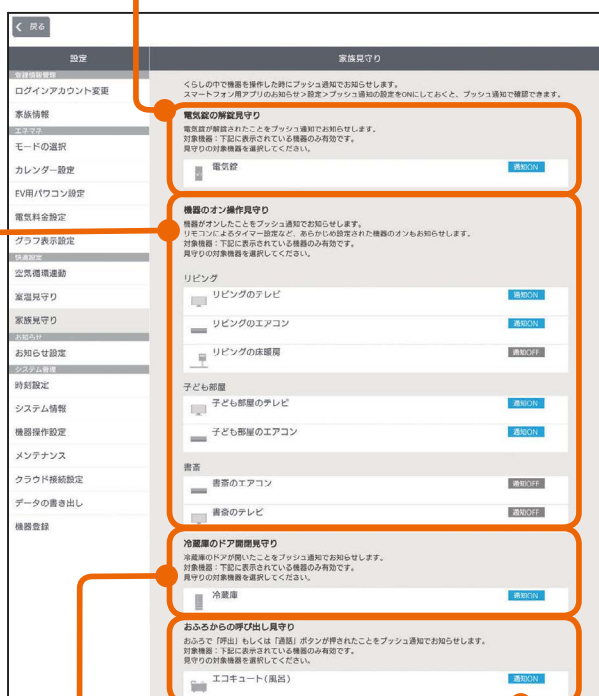 戻る
設定
家族見守り
登録情報管理
ログインアカウント変更
家族情報
エネマネ
モードの選択
カレンダー設定
EV用パワコン設定
電気料金設定
グラフ表示設定
快適設定
空気循環連動
室温見守り
家族見守り
お知らせ
お知らせ設定
システム管理
時刻設定
システム情報
機器操作設定
メンテナンス
クラウド接続設定
データの書き出し
機器登録
くらしの中で機器を操作した時にプッシュ通知でお知らせします。
スマートフォン用アプリのお知らせ＞設定＞プッシュ通知の設定をONにしておくと、プッシュ通知で確認できます。
電気錠の解錠見守り
電気錠が解錠されたことをプッシュ通知でお知らせします。
対象機器：下記に表示されている機器のみ有効です。
見守りの対象機器を選択してください。
電気錠 通知ON
機器のオン操作見守り
機器がオンしたことをプッシュ通知でお知らせします。
リモコンによるタイマー設定など、あらかじめ設定された機器のオンもお知らせします。
対象機器：下記に表示されている機器のみ有効です。
見守りの対象機器を選択してください。
リビング
リビングのテレビ 通知ON
リビングのエアコン 通知ON
リビングの床暖房 通知OFF
子ども部屋
子ども部屋のテレビ 通知ON
子ども部屋のエアコン 通知ON
書斎
書斎のエアコン 通知OFF
書斎のテレビ 通知OFF
冷蔵庫のドア開閉見守り
冷蔵庫のドアが開いたことをプッシュ通知でお知らせします。
対象機器：下記に表示されている機器のみ有効です。
見守りの対象機器を選択してください。
冷蔵庫 通知ON
おふろからの呼び出し見守り
おふろで「呼出」もしくは「通話」ボタンが押されたことをプッシュ通知でお知らせします。
対象機器：下記に表示されている機器のみ有効です。
見守りの対象機器を選択してください。
エコキュート(風呂) 通知ON